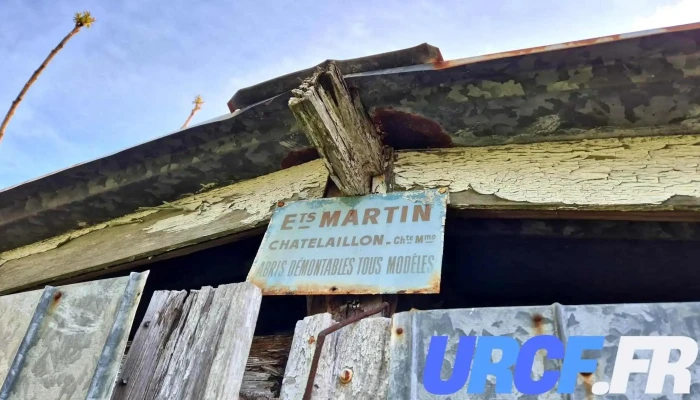 ETS MARTIN
CHATELAILLON - Chte Mme
ABRIS DÉMONTABLES TOUS MODÈLES
URCF.FR